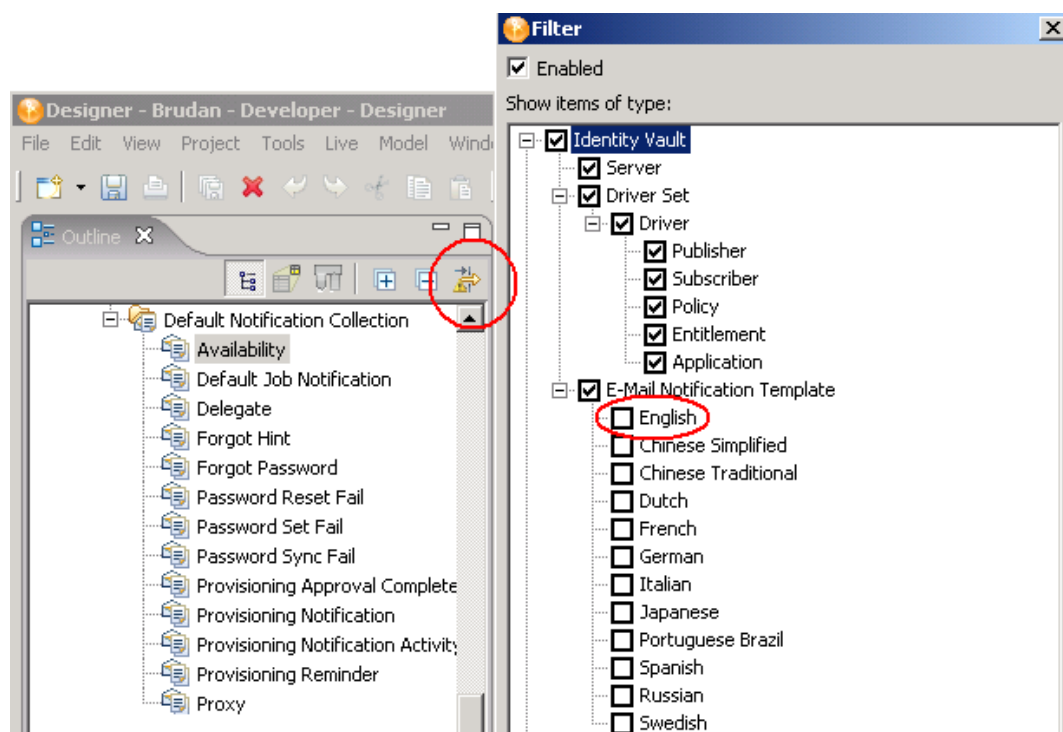 Designer - Brudan - Developer - Designer
File Edit View Project Tools Live Model
Outline
Default Notification Collection
Availability
Default Job Notification
Delegate
Forgot Hint
Forgot Password
Password Reset Fail
Password Set Fail
Password Sync Fail
Provisioning Approval Complete
Provisioning Notification
Provisioning Notification Activity
Provisioning Reminder
Proxy
Filter
Enabled
Show items of type:
Identity Vault
Server
Driver Set
Driver
Publisher
Subscriber
Policy
Entitlement
Application
E-Mail Notification Template
English
Chinese Simplified
Chinese Traditional
Dutch
French
German
Italian
Japanese
Portuguese Brazil
Spanish
Russian
Swedish